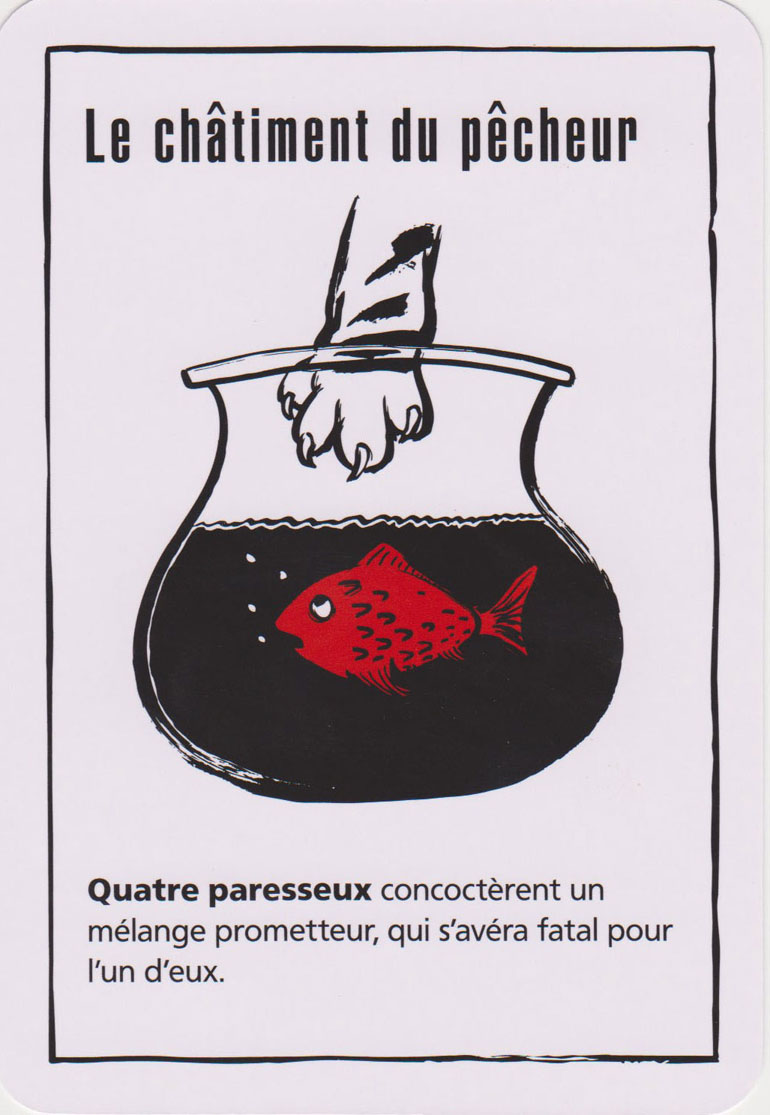 Le châtiment du pêcheur
Quatre paresseux concoctèrent un
mélange prometteur, qui s'avéra fatal pour
l'un d'eux.